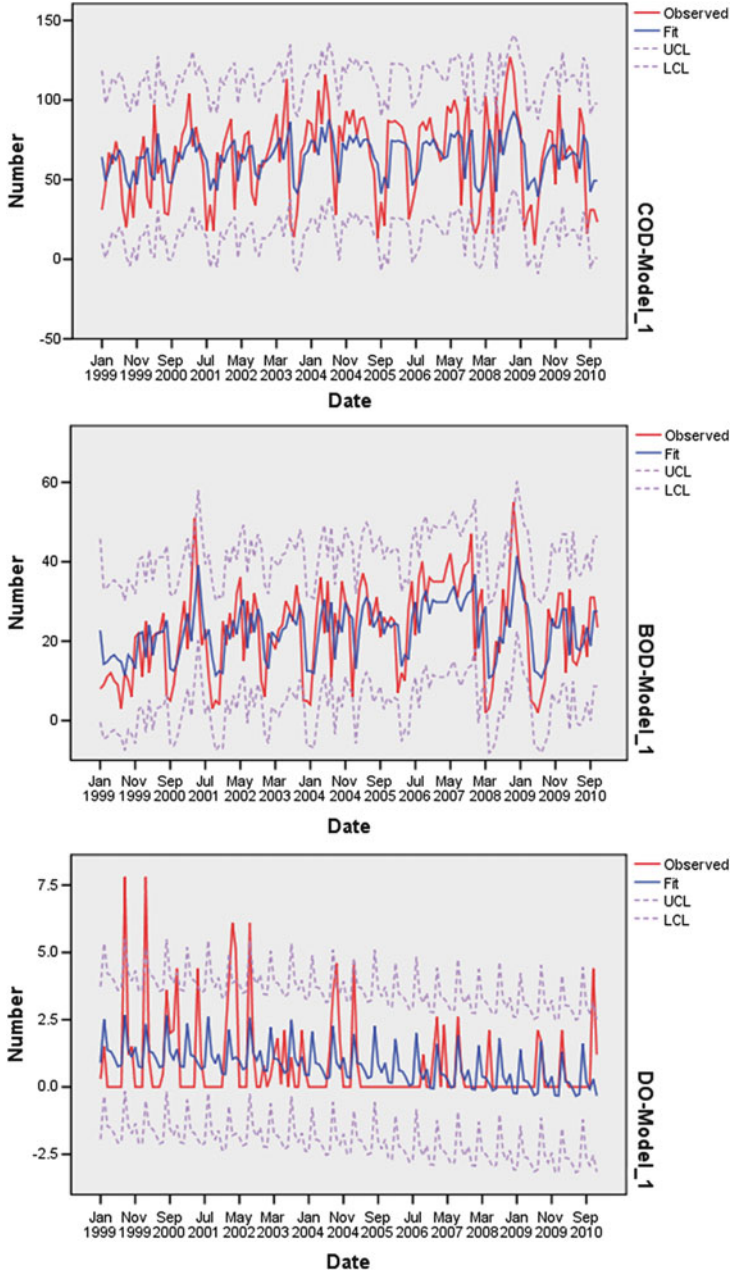 150
100
50
0
-50
Number
Jan Nov Sep Jul May Mar Jan Nov Sep Jul May Mar Jan Nov Sep
1999 1999 2000 2001 2002 2003 2004 2004 2005 2006 2007 2008 2009 2009 2010
Date
COD-Model_1
Observed
Fit
UCL
LCL
60
40
20
0
Number
Jan Nov Sep Jul May Mar Jan Nov Sep Jul May Mar Jan Nov Sep
1999 1999 2000 2001 2002 2003 2004 2004 2005 2006 2007 2008 2009 2009 2010
Date
BOD-Model_1
Observed
Fit
UCL
LCL
7.5
5.0
2.5
0.0
-2.5
Number
Jan Nov Sep Jul May Mar Jan Nov Sep Jul May Mar Jan Nov Sep
1999 1999 2000 2001 2002 2003 2004 2004 2005 2006 2007 2008 2009 2009 2010
Date
DO-Model_1
Observed
Fit
UCL
LCL